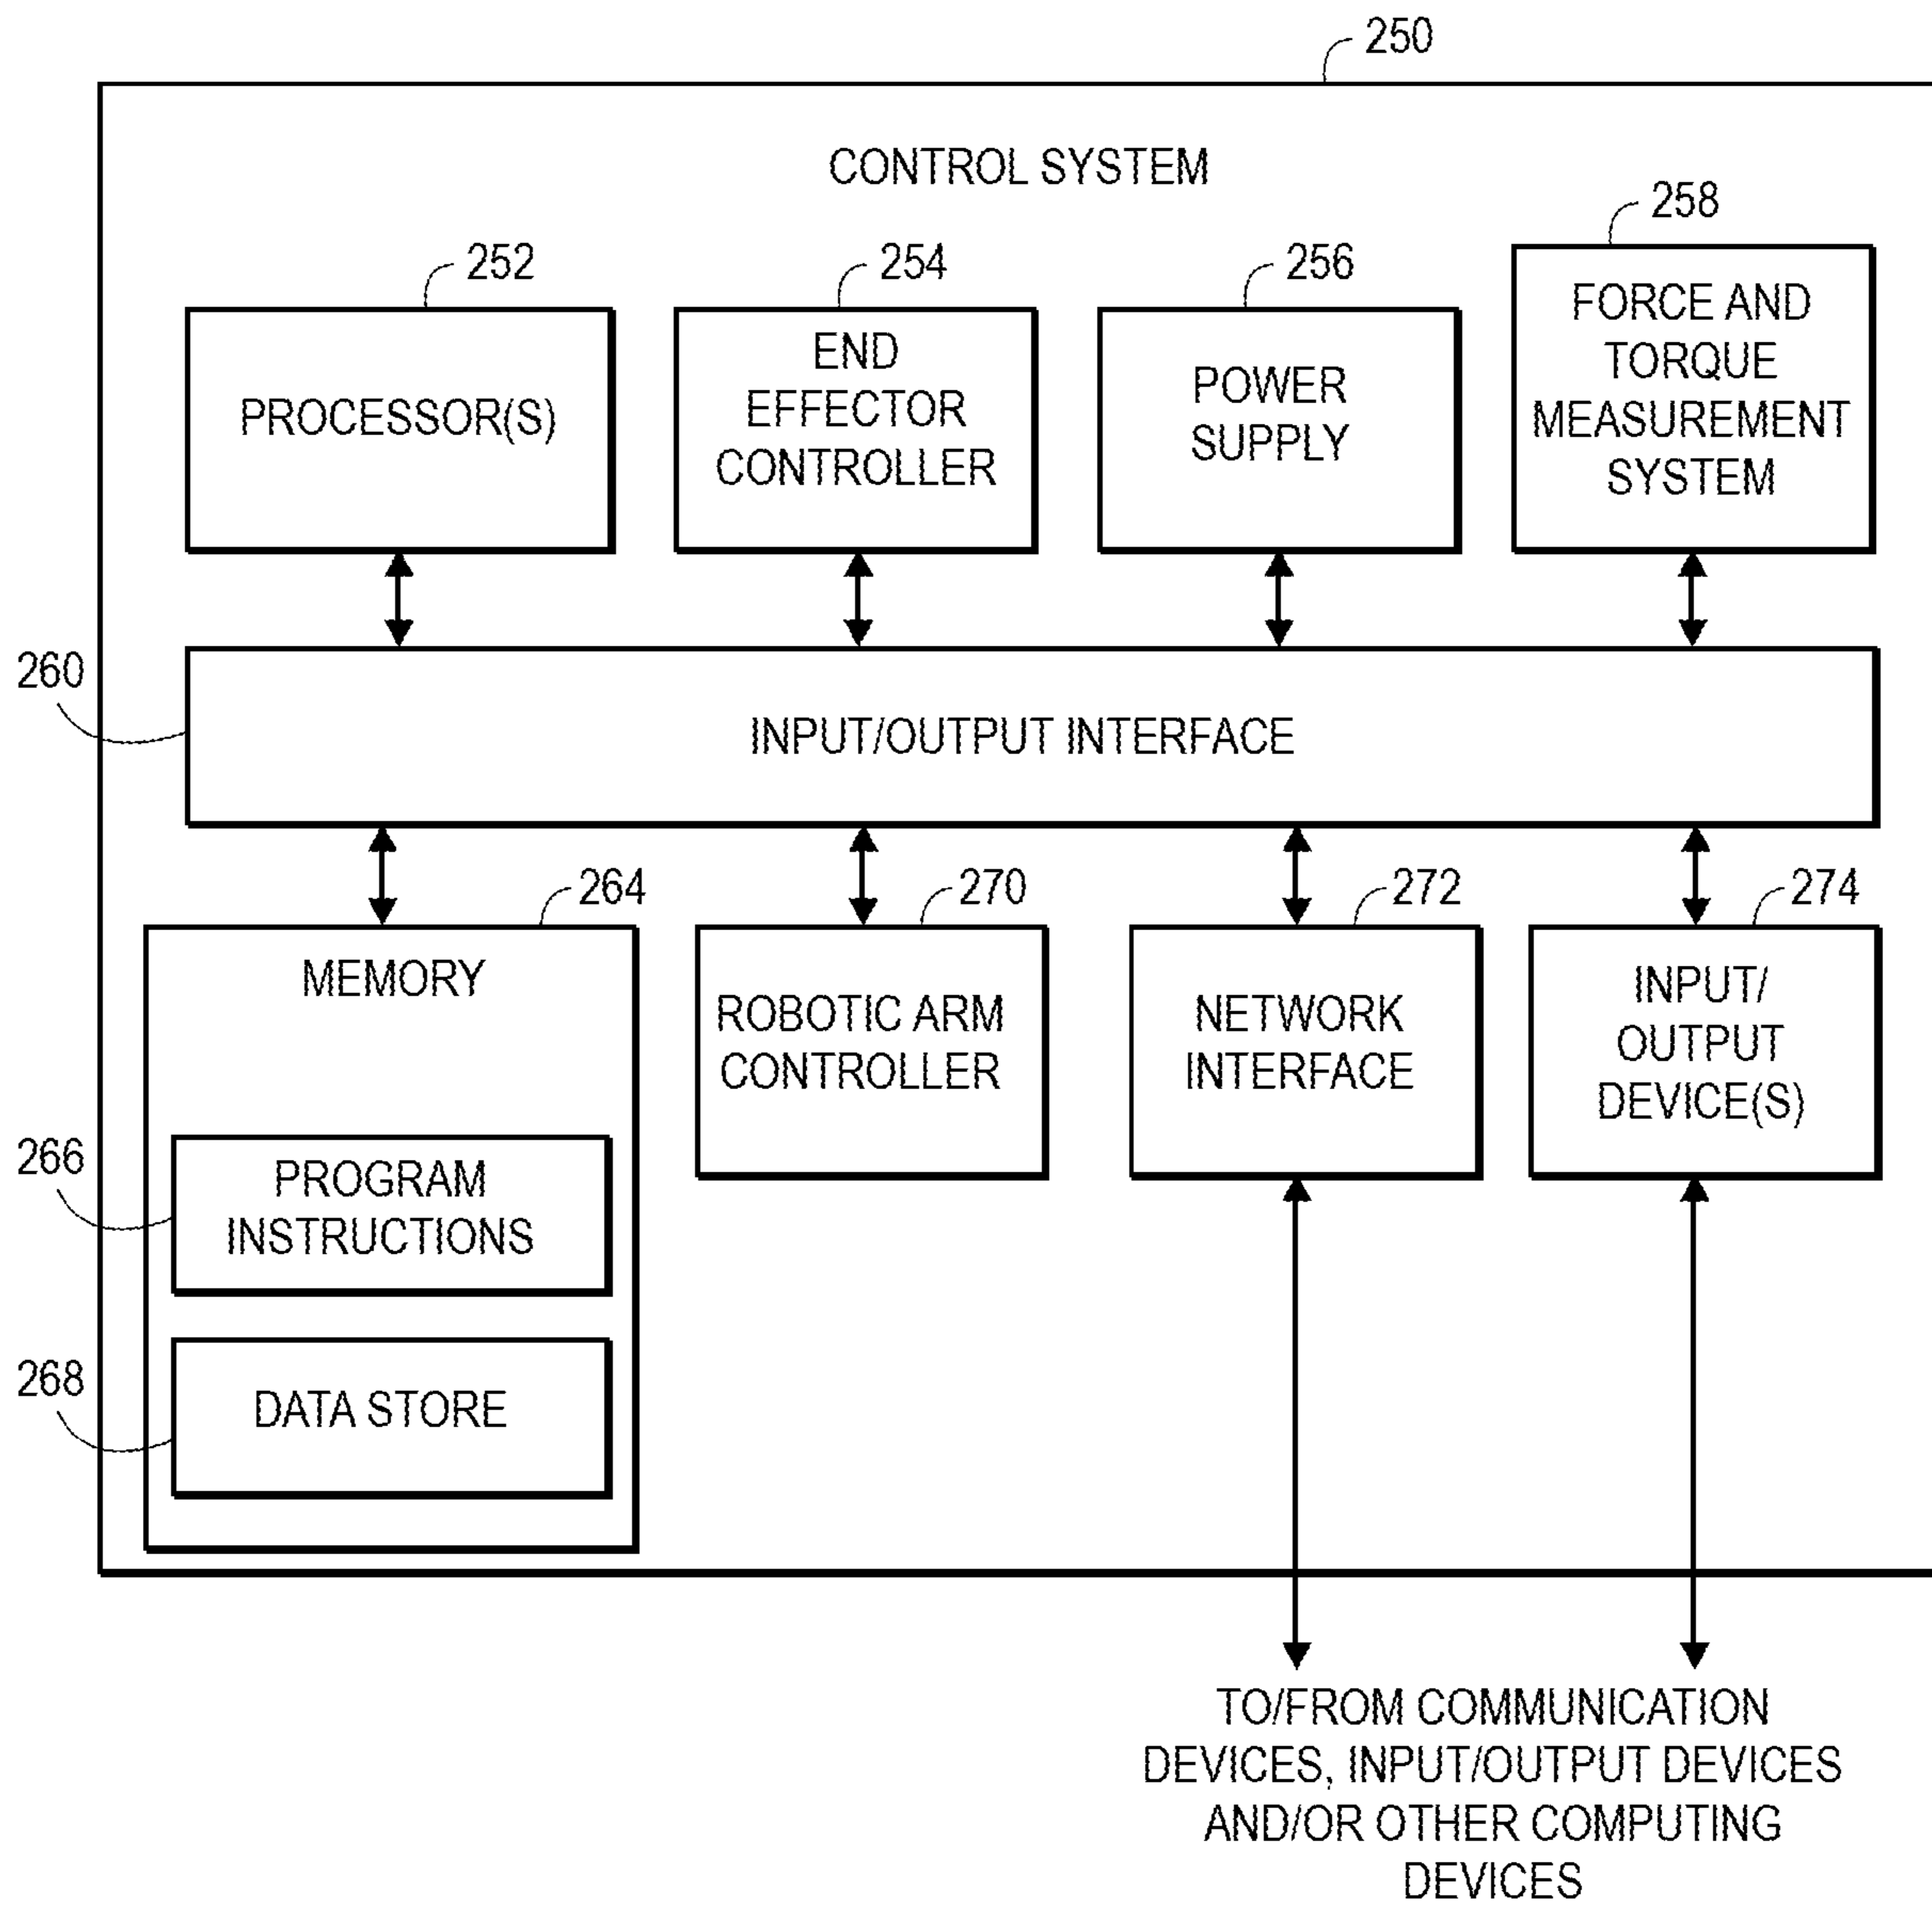 250
CONTROL SYSTEM
258
252
254
256
FORCE AND
TORQUE
MEASUREMENT
SYSTEM
PROCESSOR(S)
END
EFFECTOR
CONTROLLER
POWER
SUPPLY
260
INPUT/OUTPUT INTERFACE
264
270
272
274
MEMORY
ROBOTIC ARM
CONTROLLER
NETWORK
INTERFACE
INPUT/
OUTPUT
DEVICE(S)
266
PROGRAM
INSTRUCTIONS
268
DATA STORE
TO/FROM COMMUNICATION
DEVICES, INPUT/OUTPUT DEVICES
AND/OR OTHER COMPUTING
DEVICES